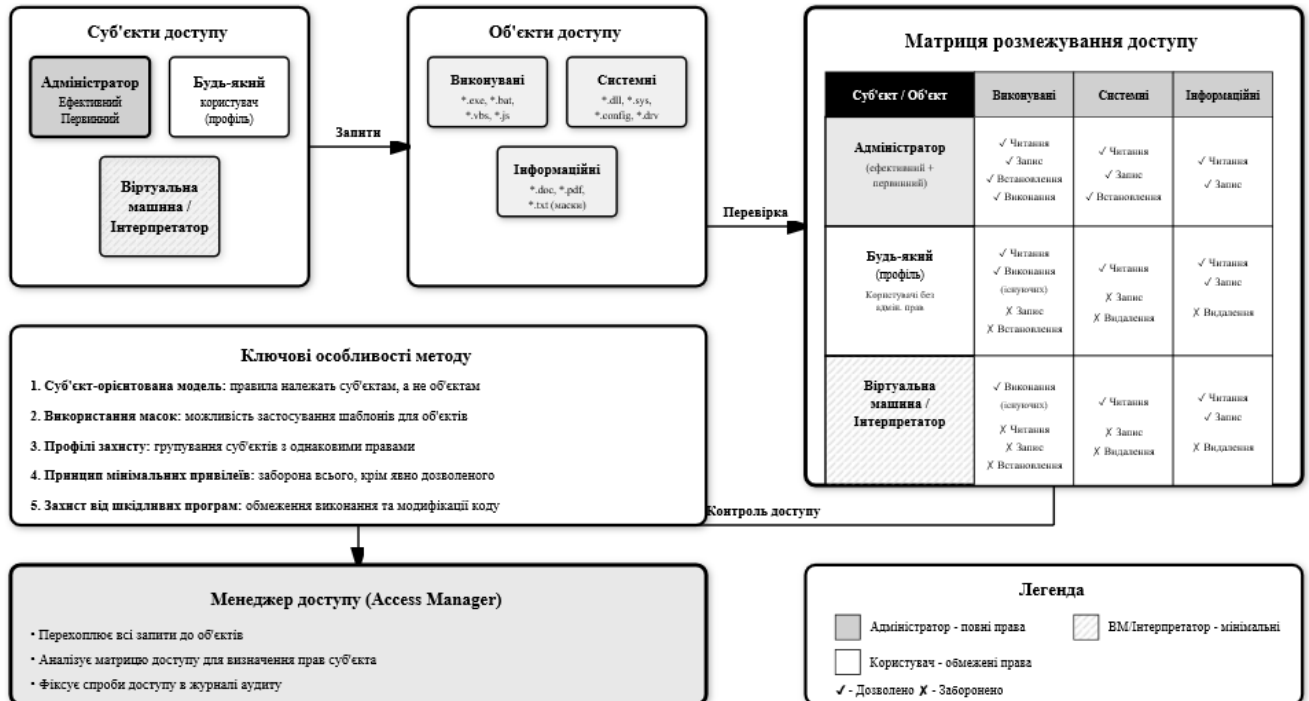 Суб'єкти доступу
Адміністратор
Ефективний
Первинний
Будь-який
користувач
(профіль)
Віртуальна
машина /
Інтерпретатор
Запити
Об'єкти доступу
Виконувані
*.exe, *.bat,
*.vbs, *.js
Системні
*.dll, *.sys,
*.config, *.drv
Інформаційні
*.doc, *.pdf,
*.txt (маски)
Перевірка
Матриця розмежування доступу
Суб'єкт / Об'єкт
Виконувані
Системні
Інформаційні
Адміністратор
(ефективний +
первинний)
✓ Читання
✓ Запис
✓ Встановлення
✓ Виконання
✓ Читання
✓ Запис
✓ Встановлення
✓ Читання
✓ Запис
Будь-який
(профіль)
Користувачі без
адмін. прав
✓ Читання
✓ Виконання
(існуючих)
✗ Запис
✗ Встановлення
✓ Читання
✗ Запис
✗ Видалення
✓ Читання
✓ Запис
✗ Видалення
Віртуальна
машина /
Інтерпретатор
✓ Виконання
(існуючих)
✗ Читання
✗ Запис
✗ Встановлення
✓ Читання
✗ Запис
✗ Видалення
✓ Читання
✓ Запис
✗ Видалення
Ключові особливості методу
1. Суб'єкт-орієнтована модель: правила належать суб'єктам, а не об'єктам
2. Використання масок: можливість застосування шаблонів для об'єктів
3. Профілі захисту: групування суб'єктів з однаковими правами
4. Принцип мінімальних привілеїв: заборона всього, крім явно дозволеного
5. Захист від шкідливих програм: обмеження виконання та модифікації коду
Контроль доступу
Менеджер доступу (Access Manager)
• Перехоплює всі запити до об'єктів
• Аналізує матрицю доступу для визначення прав суб'єкта
• Фіксує спроби доступу в журналі аудиту
Легенда
Адміністратор - повні права
ВМ/Інтерпретатор - мінімальні
Користувач - обмежені права
✓ - Дозволено ✗ - Заборонено